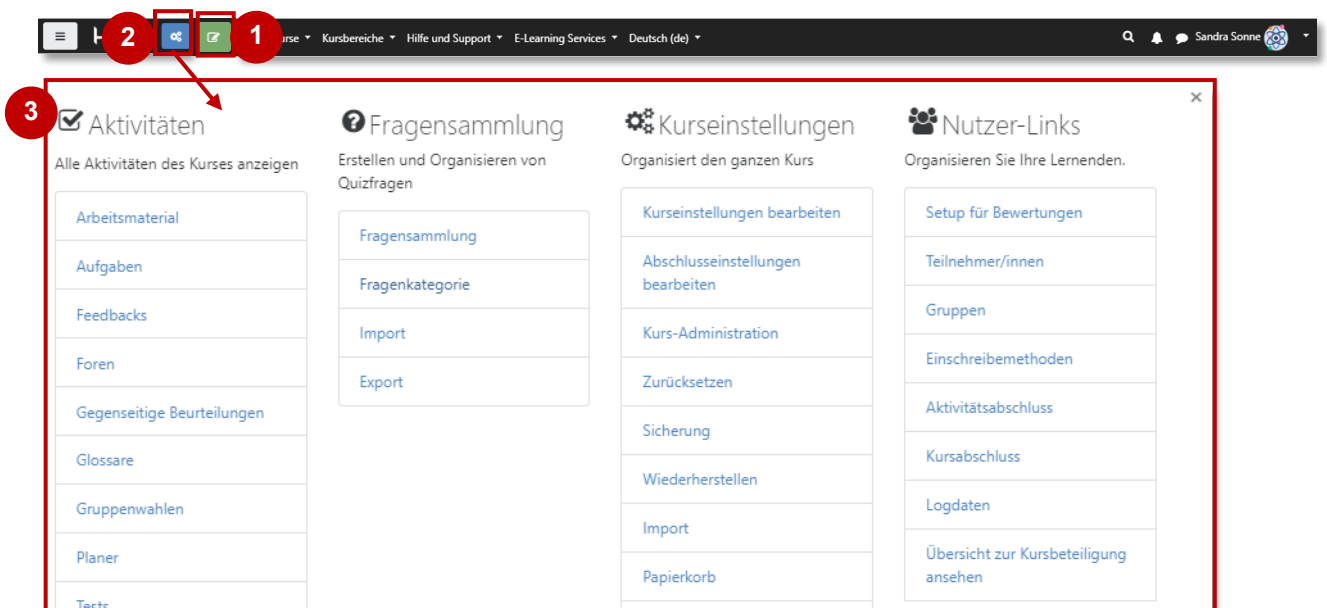 2
1
Kursbereiche
Hilfe und Support
E-Learning Services
Deutsch (de)
Sandra Sonne
3
Aktivitäten
Alle Aktivitäten des Kurses anzeigen
Arbeitsmaterial
Aufgaben
Feedbacks
Foren
Gegenseitige Beurteilungen
Glossare
Gruppenwahlen
Planer
Tests
Fragensammlung
Erstellen und Organisieren von
Quizfragen
Fragensammlung
Fragenkategorie
Import
Export
Kurseinstellungen
Organisiert den ganzen Kurs
Kurseinstellungen bearbeiten
Abschlusseinstellungen
bearbeiten
Kurs-Administration
Zurücksetzen
Sicherung
Wiederherstellen
Import
Papierkorb
Nutzer-Links
Organisieren Sie Ihre Lernenden.
Setup für Bewertungen
Teilnehmer/innen
Gruppen
Einschreibemethoden
Aktivitätsabschluss
Kursabschluss
Logdaten
Übersicht zur Kursbeteiligung
ansehen